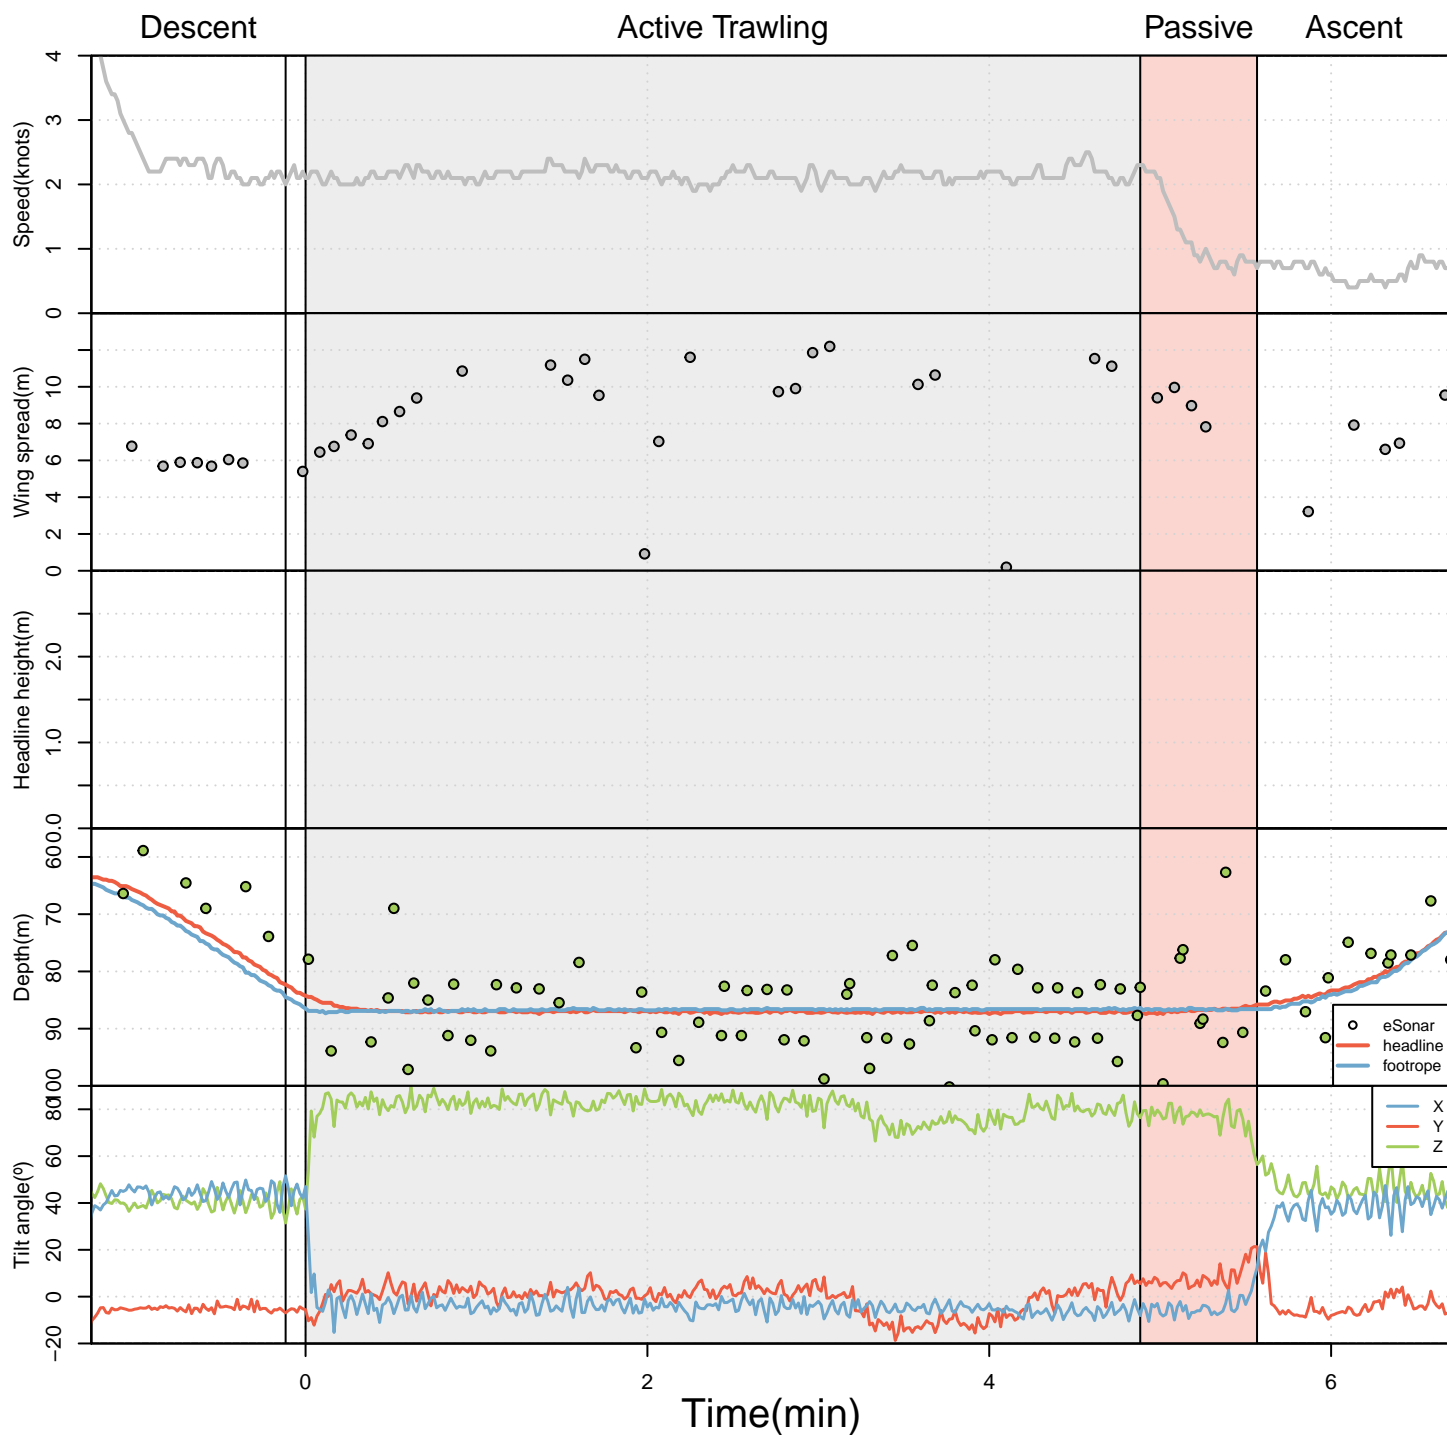 Descent Active Trawling Passive Ascent
Speed(knots)
4
3
2
1
0
Wing spread(m)
10
8
6
4
2
0
Headline height(m)
2.0
1.0
0.0
Depth(m)
60
70
80
90
100
eSonar
headline
footrope
Tilt angle(º)
80
60
40
20
0
−20
X
Y
Z
0 2 4 6
Time(min)